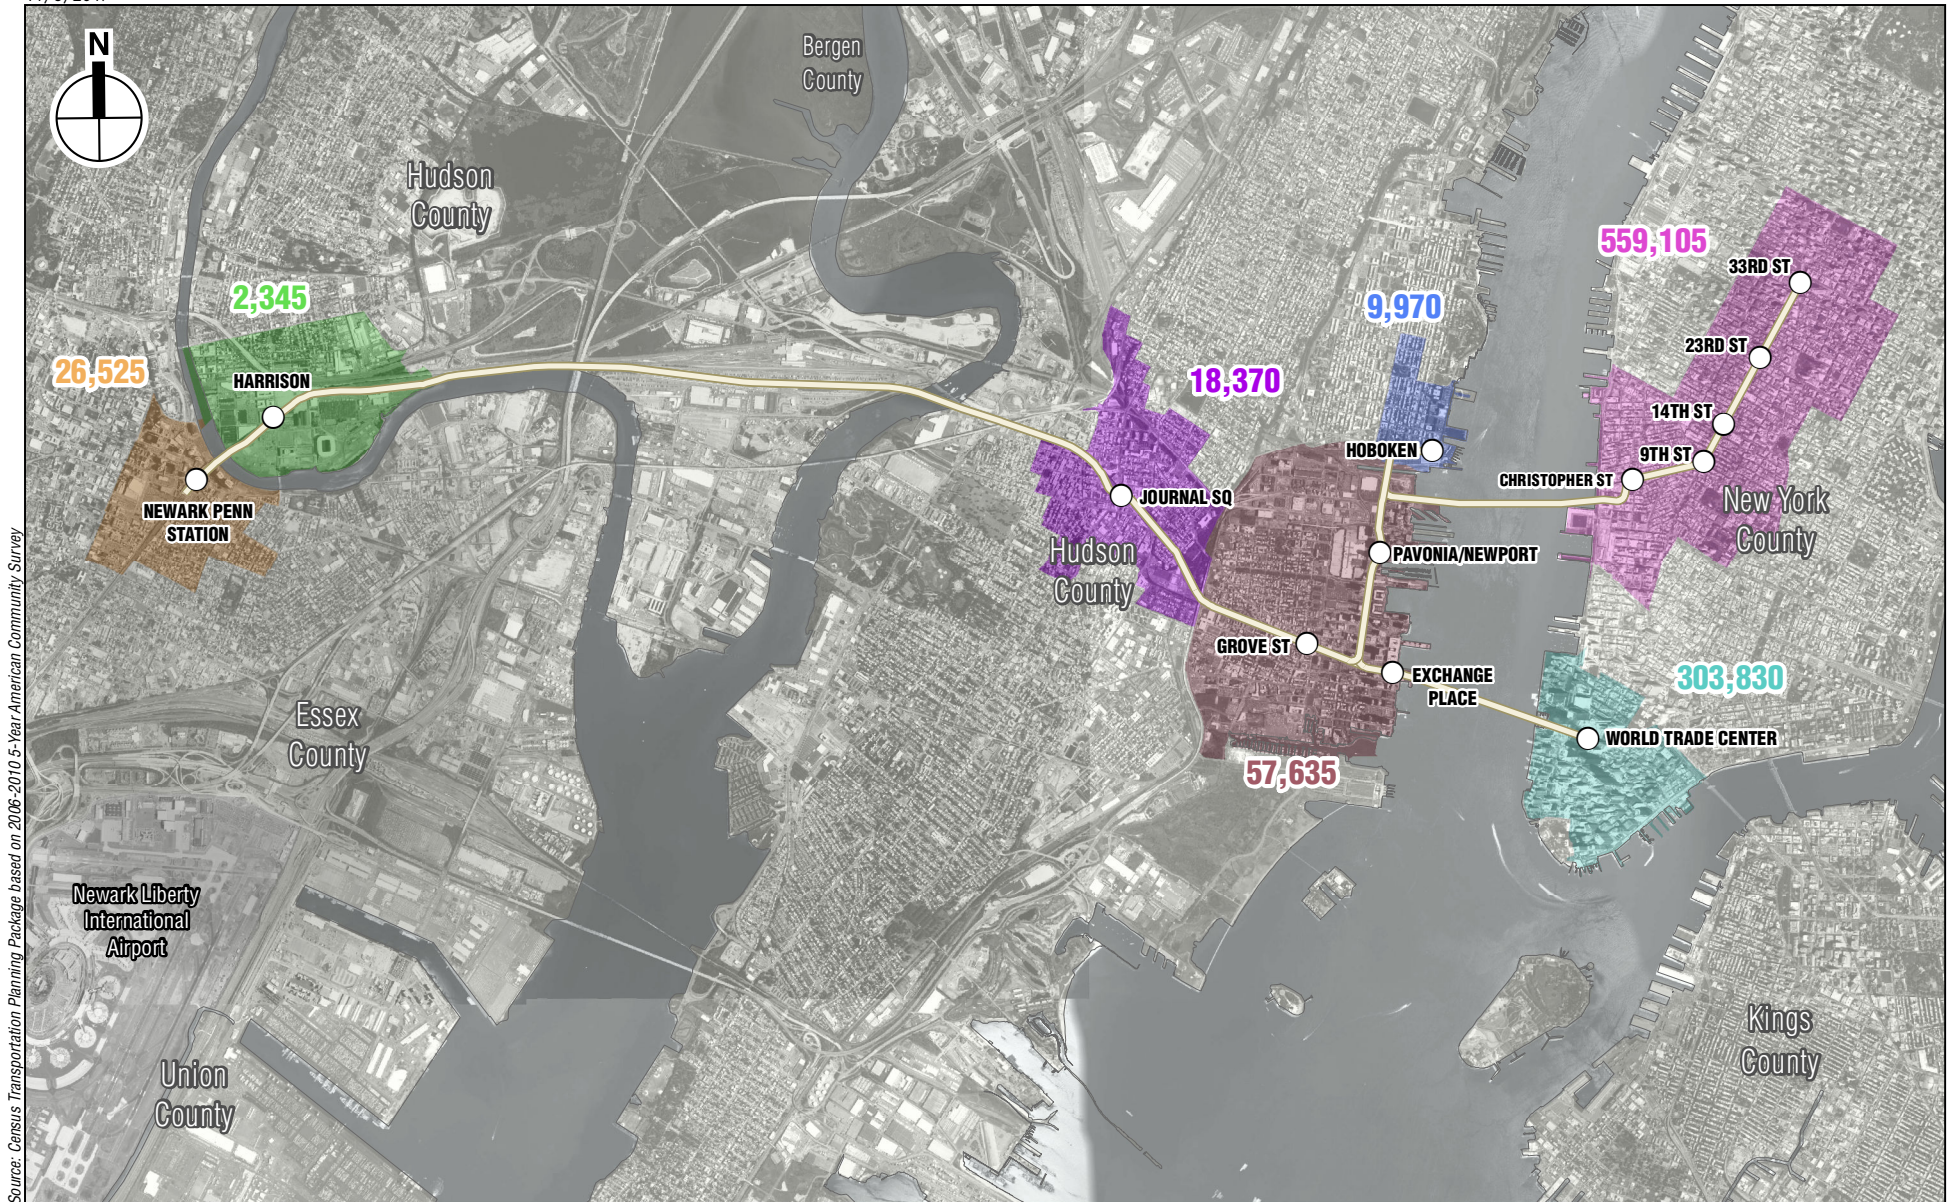 N
Bergen
County
Hudson
County
559,105
33RD ST
2,345
9,970
23RD ST
26,525
HARRISON
18,370
14TH ST
HOBOKEN
9TH ST
CHRISTOPHER ST
NEWARK PENN
STATION
JOURNAL SQ
New York
County
Hudson
County
PAVONIA/NEWPORT
GROVE ST
EXCHANGE
PLACE
303,830
Essex
County
WORLD TRADE CENTER
57,635
Newark Liberty
International
Airport
Kings
County
Union
County
Source: Census Transportation Planning Package based on 2006-2010 5-Year American Community Survey